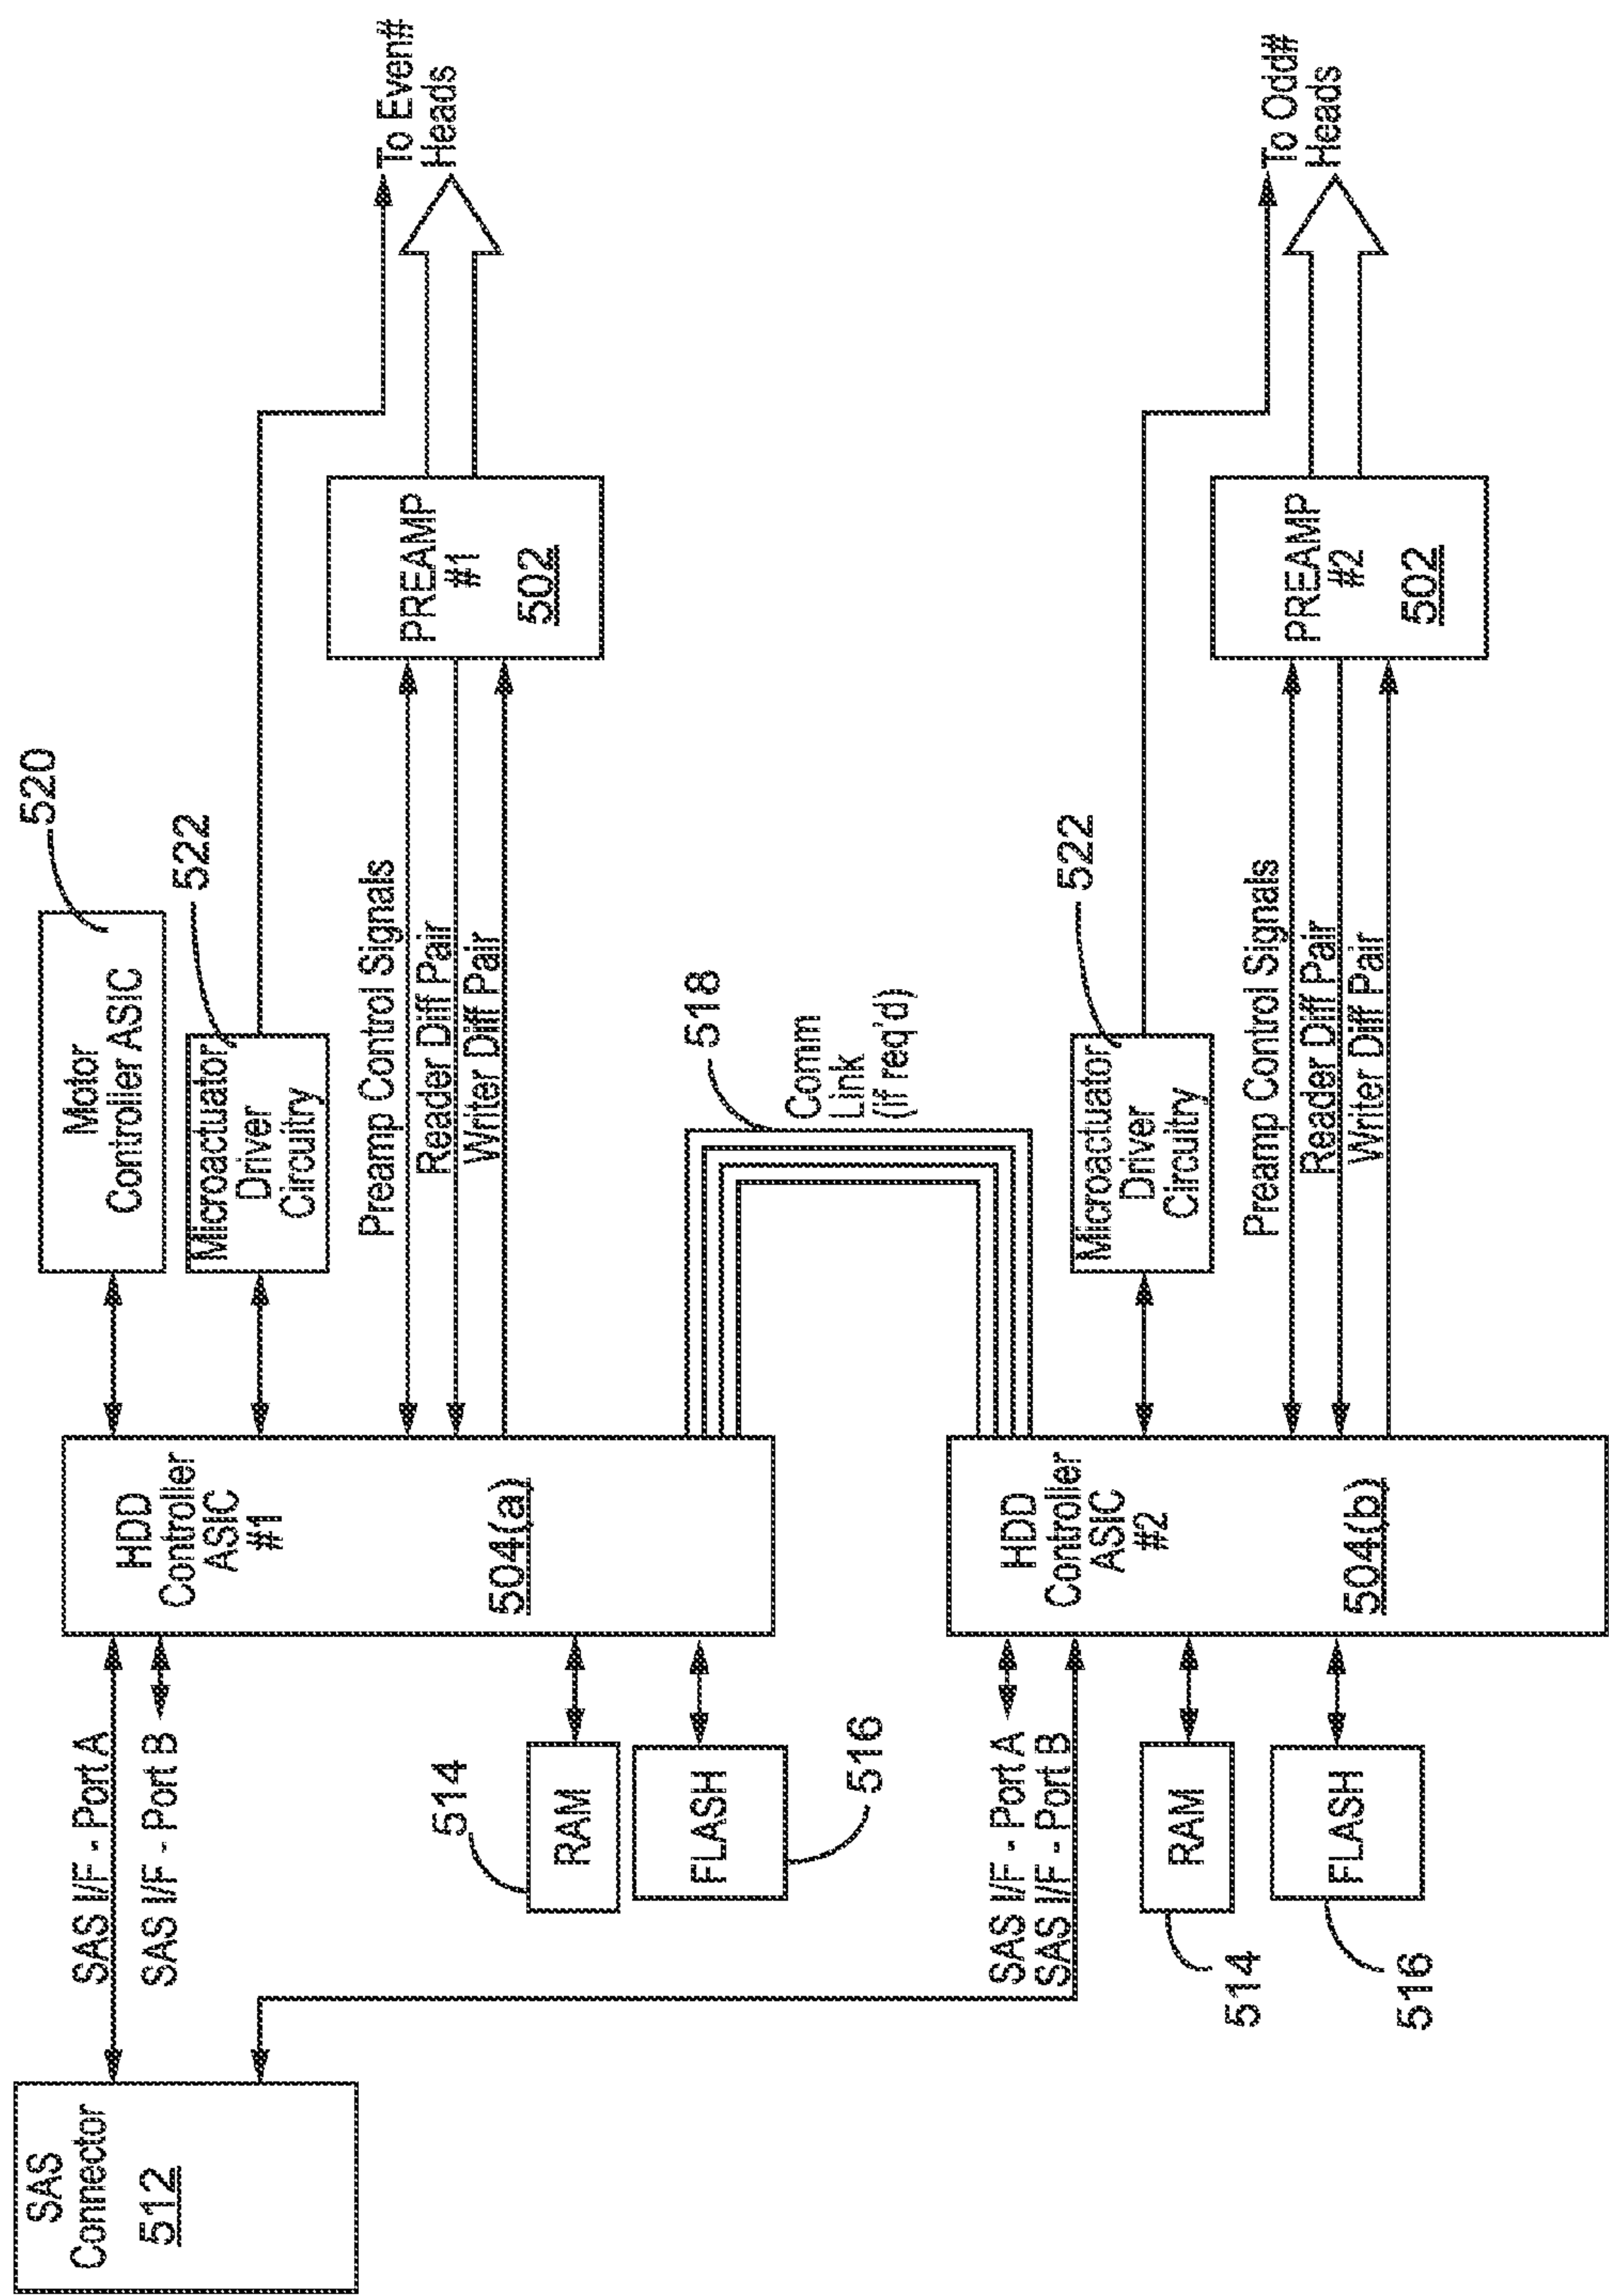 SAS
Connector
512
SAS I/F - Port A
SAS I/F - Port B
HDD
Controller
ASIC
#1
504(a)
514
RAM
FLASH
516
520
Motor
Controller ASIC
522
Microactuator
Driver
Circuitry
Preamp Control Signals
Reader Diff Pair
Writer Diff Pair
PREAMP
#1
502
To Even#
Heads
518
Comm
Link
(if req'd)
SAS I/F - Port A
SAS I/F - Port B
HDD
Controller
ASIC
#2
504(b)
RAM
514
FLASH
516
522
Microactuator
Driver
Circuitry
Preamp Control Signals
Reader Diff Pair
Writer Diff Pair
PREAMP
#2
502
To Odd#
Heads